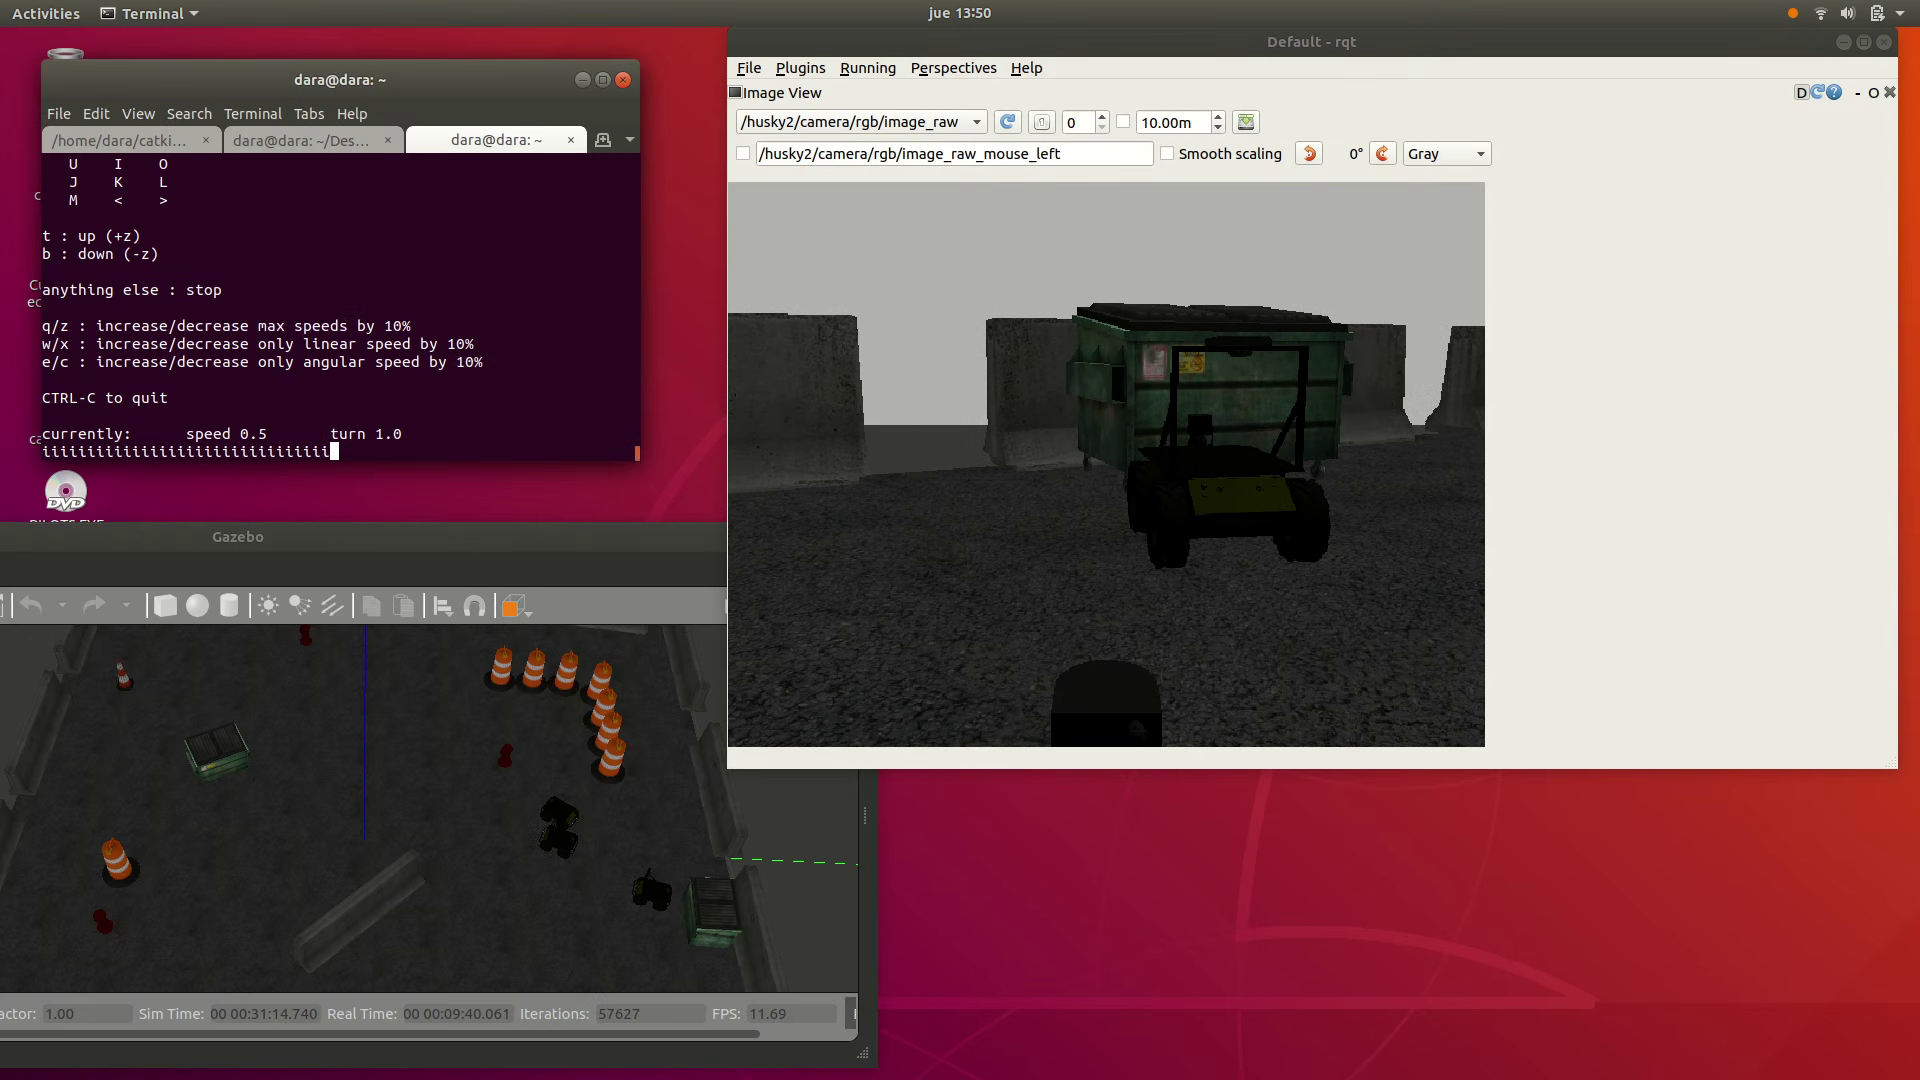 Activities
Terminal
jue 13:50
dara@dara: ~
File Edit View Search Terminal Tabs Help
/home/dara/catki...
dara@dara: ~/Des...
dara@dara: ~
U I O
J K L
M < >
t : up (+z)
b : down (-z)
anything else : stop
q/z : increase/decrease max speeds by 10%
w/x : increase/decrease only linear speed by 10%
e/c : increase/decrease only angular speed by 10%
CTRL-C to quit
currently: speed 0.5 turn 1.0
iiiiiiiiiiiiiiiiiiiiiiiiiiiiiiii
DVD
Default - rqt
File Plugins Running Perspectives Help
Image View
D
- O
/husky2/camera/rgb/image_raw
0
10.00m
/husky2/camera/rgb/image_raw_mouse_left
Smooth scaling
0°
Gray
Gazebo
actor: 1.00 Sim Time: 00 00:31:14.740 Real Time: 00 00:09:40.061 Iterations: 57627 FPS: 11.69